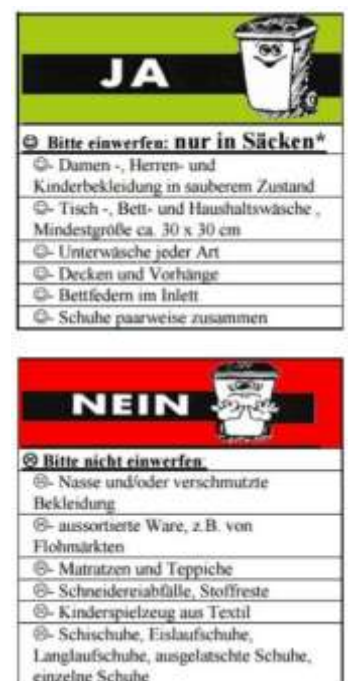 JA
☺ Bitte einwerfen: nur in Säcken*
☺- Damen -, Herren- und
Kinderbekleidung in sauberem Zustand
☺- Tisch -, Bett- und Haushaltswäsche ,
Mindestgröße ca. 30 x 30 cm
☺- Unterwäsche jeder Art
☺- Decken und Vorhänge
☺- Bettfedern im Inlett
☺- Schuhe paarweise zusammen
NEIN
☹ Bitte nicht einwerfen:
☹- Nasse und/oder verschmutzte
Bekleidung
☹- aussortierte Ware, z.B. von
Flohmärkten
☹- Matratzen und Teppiche
☹- Schneidereiabfälle, Stoffreste
☹- Kinderspielzeug aus Textil
☹- Schischuhe, Eislaufschuhe,
Langlaufschuhe, ausgelatschte Schuhe,
einzelne Schuhe